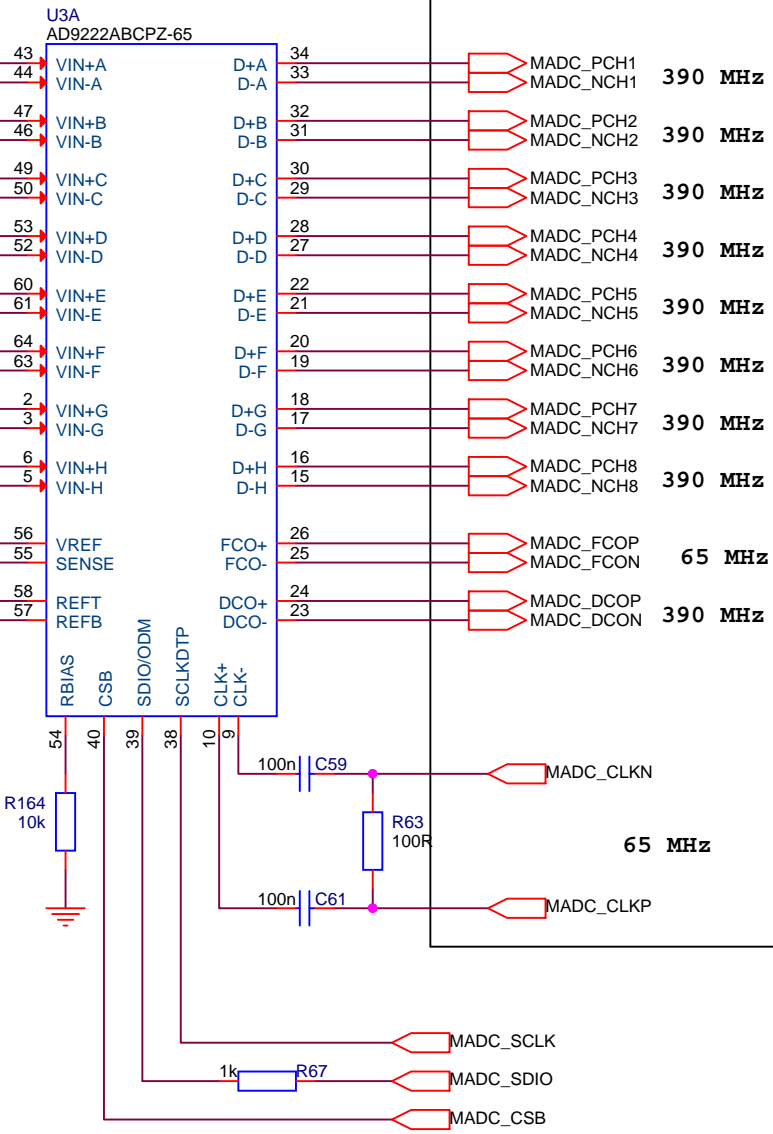 U3A
AD9222ABCPZ-65
43 VIN+A D+A 34 MADC_PCH1
44 VIN-A D-A 33 MADC_NCH1 390 MHz
47 VIN+B D+B 32 MADC_PCH2
46 VIN-B D-B 31 MADC_NCH2 390 MHz
49 VIN+C D+C 30 MADC_PCH3
50 VIN-C D-C 29 MADC_NCH3 390 MHz
53 VIN+D D+D 28 MADC_PCH4
52 VIN-D D-D 27 MADC_NCH4 390 MHz
60 VIN+E D+E 22 MADC_PCH5
61 VIN-E D-E 21 MADC_NCH5 390 MHz
64 VIN+F D+F 20 MADC_PCH6
63 VIN-F D-F 19 MADC_NCH6 390 MHz
2 VIN+G D+G 18 MADC_PCH7
3 VIN-G D-G 17 MADC_NCH7 390 MHz
6 VIN+H D+H 16 MADC_PCH8
5 VIN-H D-H 15 MADC_NCH8 390 MHz
56 VREF FCO+ 26 MADC_FCOP
55 SENSE FCO- 25 MADC_FCON 65 MHz
58 REFT DCO+ 24 MADC_DCOP
57 REFB DCO- 23 MADC_DCON 390 MHz
RBIAS CSB SDIO/ODM SCLKDTP CLK+ CLK-
54 40 39 38 10 9
100n C59 MADC_CLKN
R164
10k
R63
100R
65 MHz
100n C61 MADC_CLKP
MADC_SCLK
1k R67 MADC_SDIO
MADC_CSB